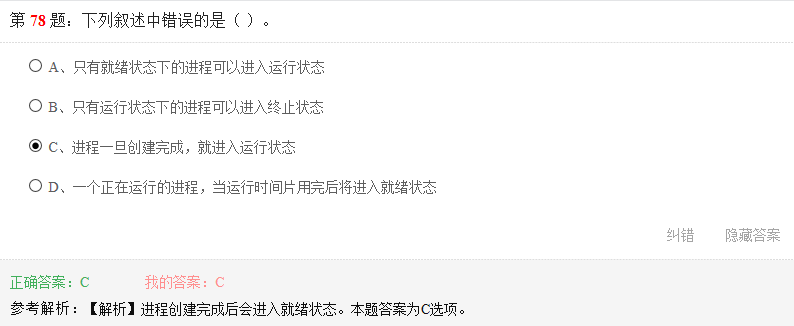 第 78 题：下列叙述中错误的是（ ）。
A、只有就绪状态下的进程可以进入运行状态
B、只有运行状态下的进程可以进入终止状态
C、进程一旦创建完成，就进入运行状态
D、一个正在运行的进程，当运行时间片用完后将进入就绪状态
纠错 隐藏答案
正确答案：C 我的答案：C
参考解析：【解析】进程创建完成后会进入就绪状态。本题答案为C选项。